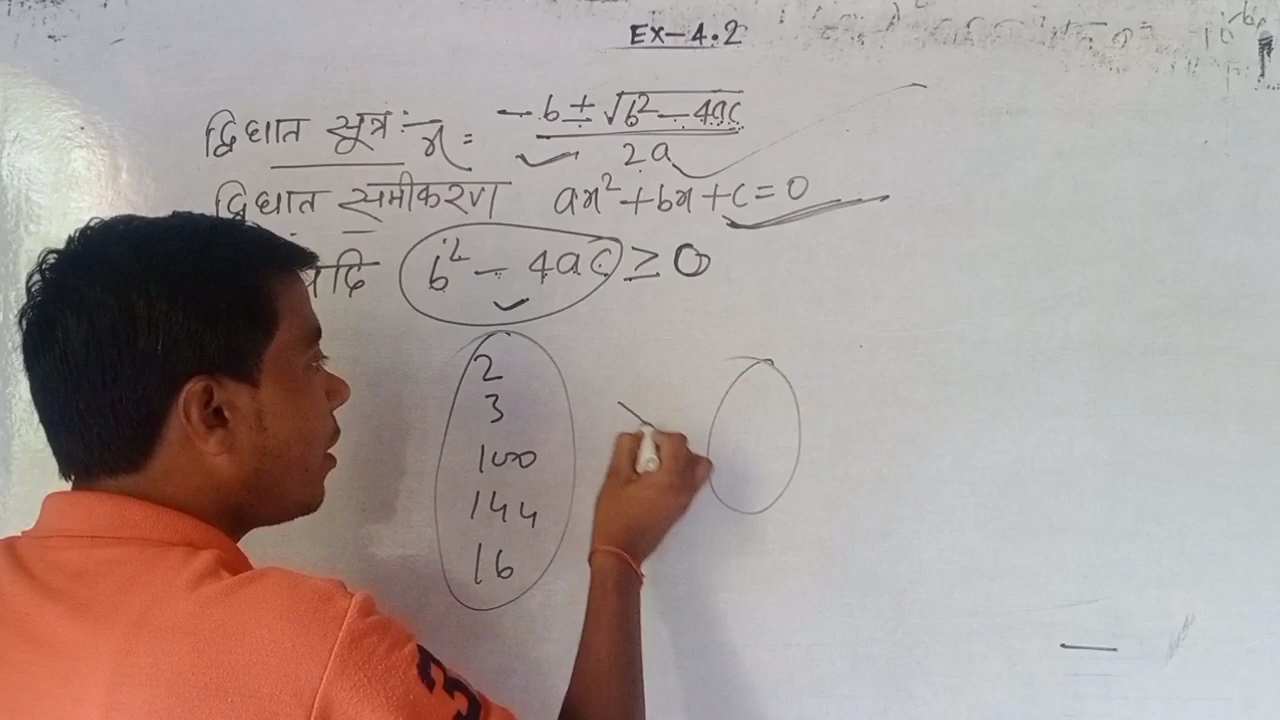 Ex-4.2
द्विघात सूत्र :- x = -b ± √b² - 4ac / 2a
द्विघात समीकरण ax² + bx + c = 0
यदि b² - 4ac ≥ 0
2
3
100
144
16
3